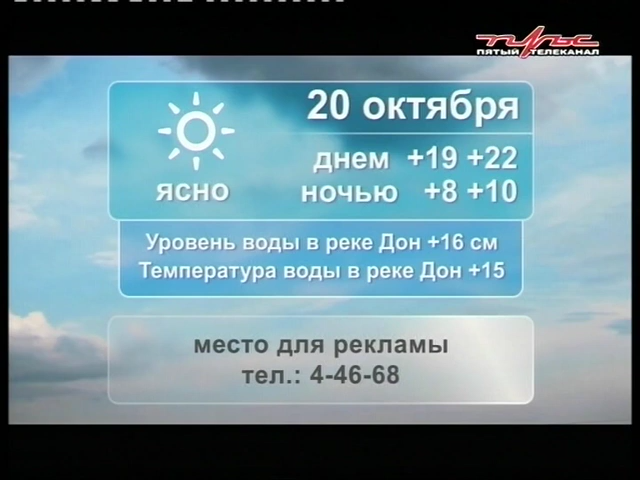 Пульс
ПЯТЫЙ ТЕЛЕКАНАЛ
20 октября
ясно
днем +19 +22
ночью +8 +10
Уровень воды в реке Дон +16 см
Температура воды в реке Дон +15
место для рекламы
тел.: 4-46-68